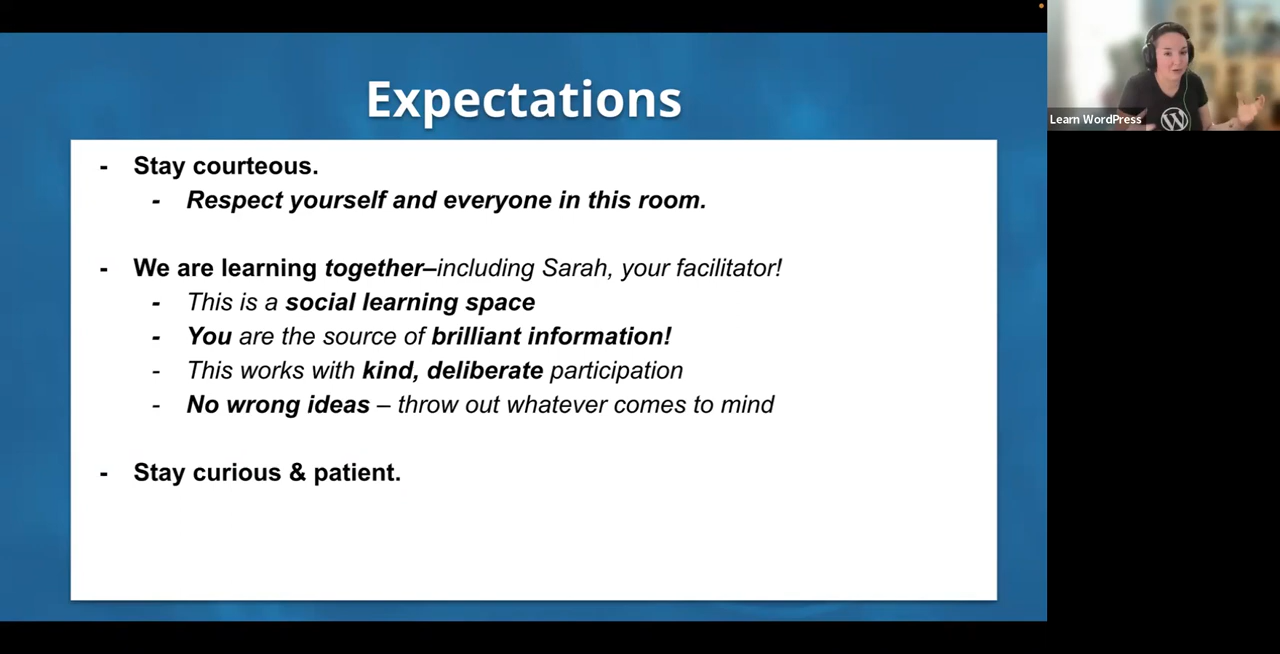 Expectations
- Stay courteous.
- Respect yourself and everyone in this room.
- We are learning together–including Sarah, your facilitator!
- This is a social learning space
- You are the source of brilliant information!
- This works with kind, deliberate participation
- No wrong ideas – throw out whatever comes to mind
- Stay curious & patient.
Learn WordPress